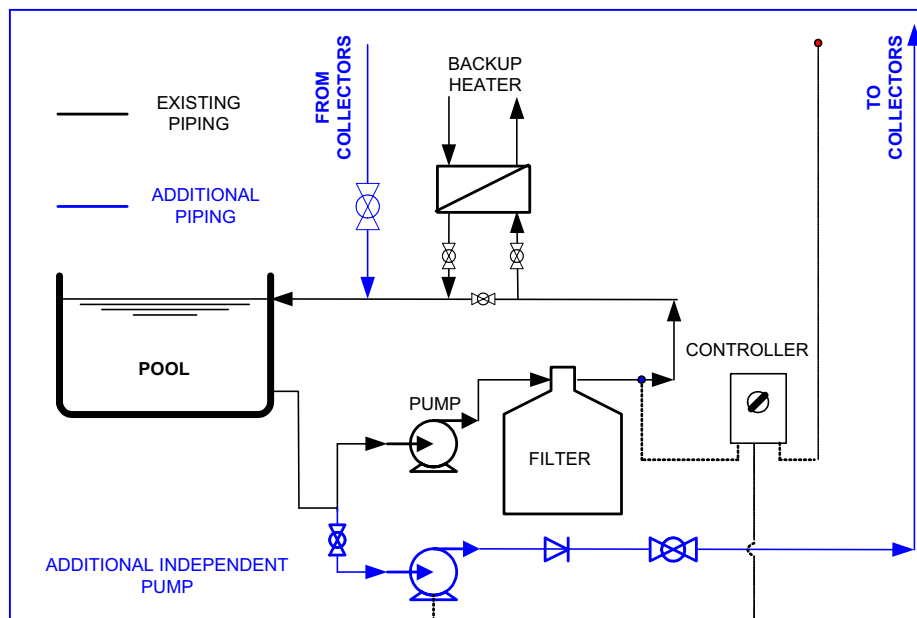 EXISTING
PIPING
ADDITIONAL
PIPING
FROM
COLLECTORS
BACKUP
HEATER
TO
COLLECTORS
POOL
PUMP
FILTER
CONTROLLER
ADDITIONAL INDEPENDENT
PUMP